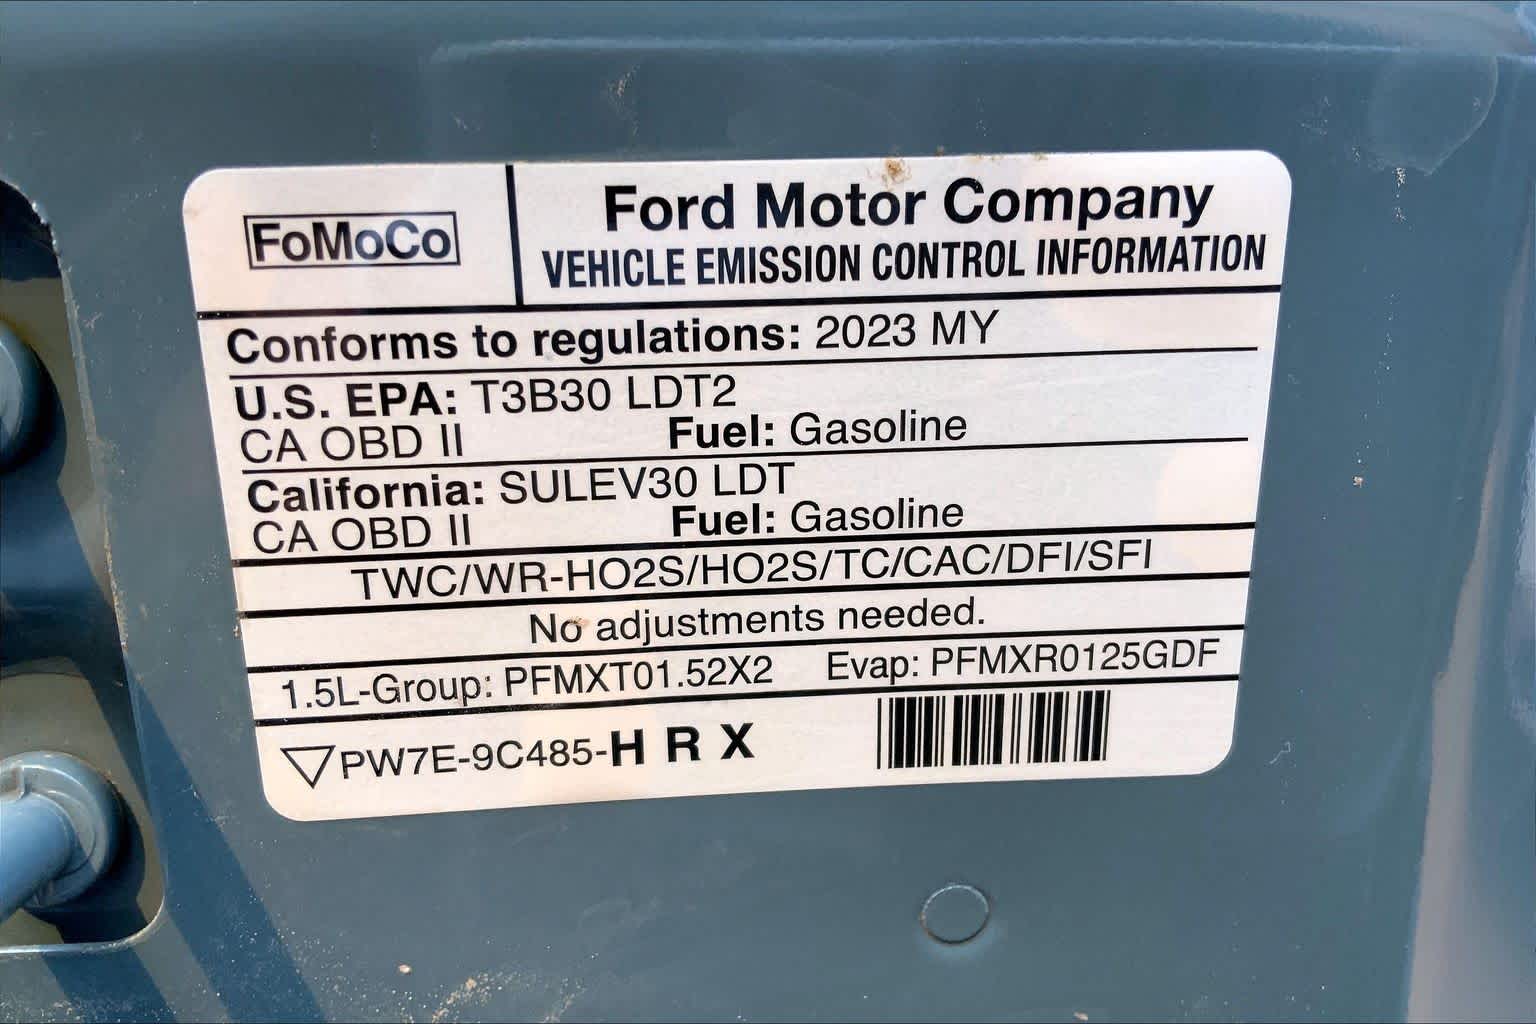 FoMoCo
Ford Motor Company
VEHICLE EMISSION CONTROL INFORMATION
Conforms to regulations: 2023 MY
U.S. EPA: T3B30 LDT2
CA OBD II Fuel: Gasoline
California: SULEV30 LDT
CA OBD II Fuel: Gasoline
TWC/WR-HO2S/HO2S/TC/CAC/DFI/SFI
No adjustments needed.
1.5L-Group: PFMXT01.52X2 Evap: PFMXR0125GDF
PW7E-9C485-H R X